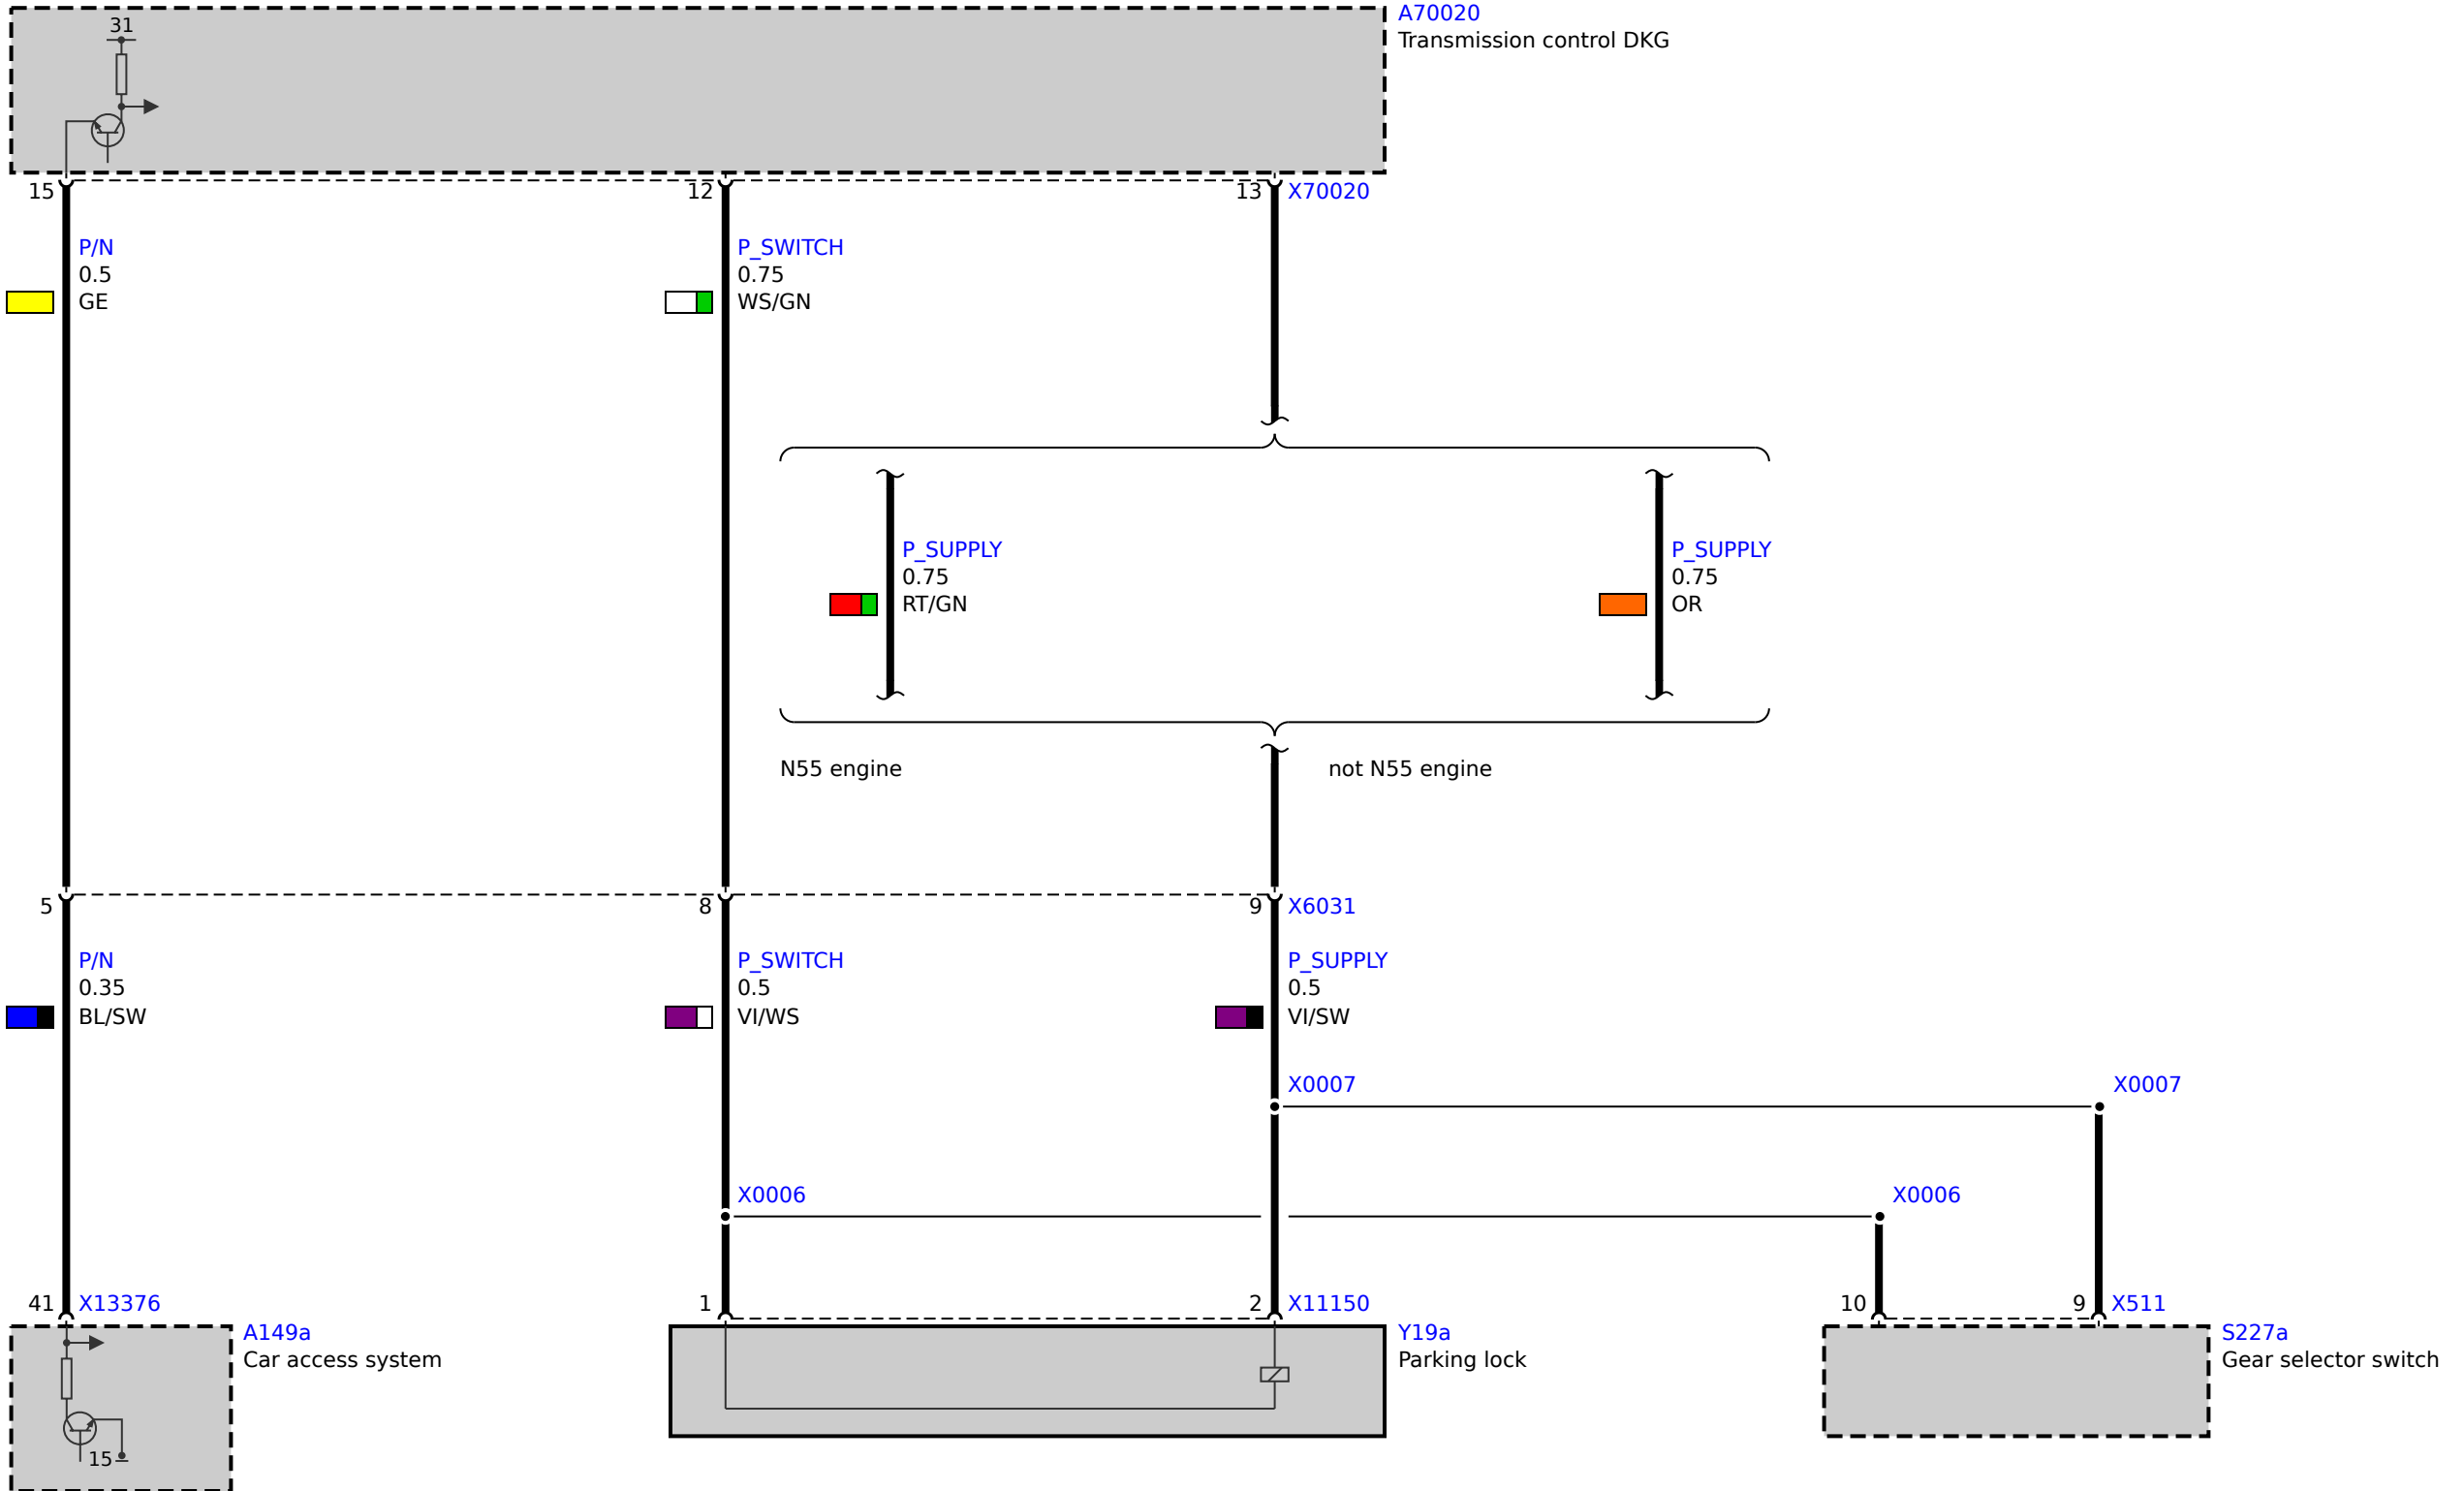 A70020
Transmission control DKG
31
15
12
13 X70020
P/N
0.5
GE
P_SWITCH
0.75
WS/GN
P_SUPPLY
0.75
RT/GN
P_SUPPLY
0.75
OR
N55 engine
not N55 engine
5
8
9 X6031
P/N
0.35
BL/SW
P_SWITCH
0.5
VI/WS
P_SUPPLY
0.5
VI/SW
X0007
X0007
X0006
X0006
41 X13376
1
2 X11150
10
9 X511
A149a
Car access system
15
Y19a
Parking lock
S227a
Gear selector switch